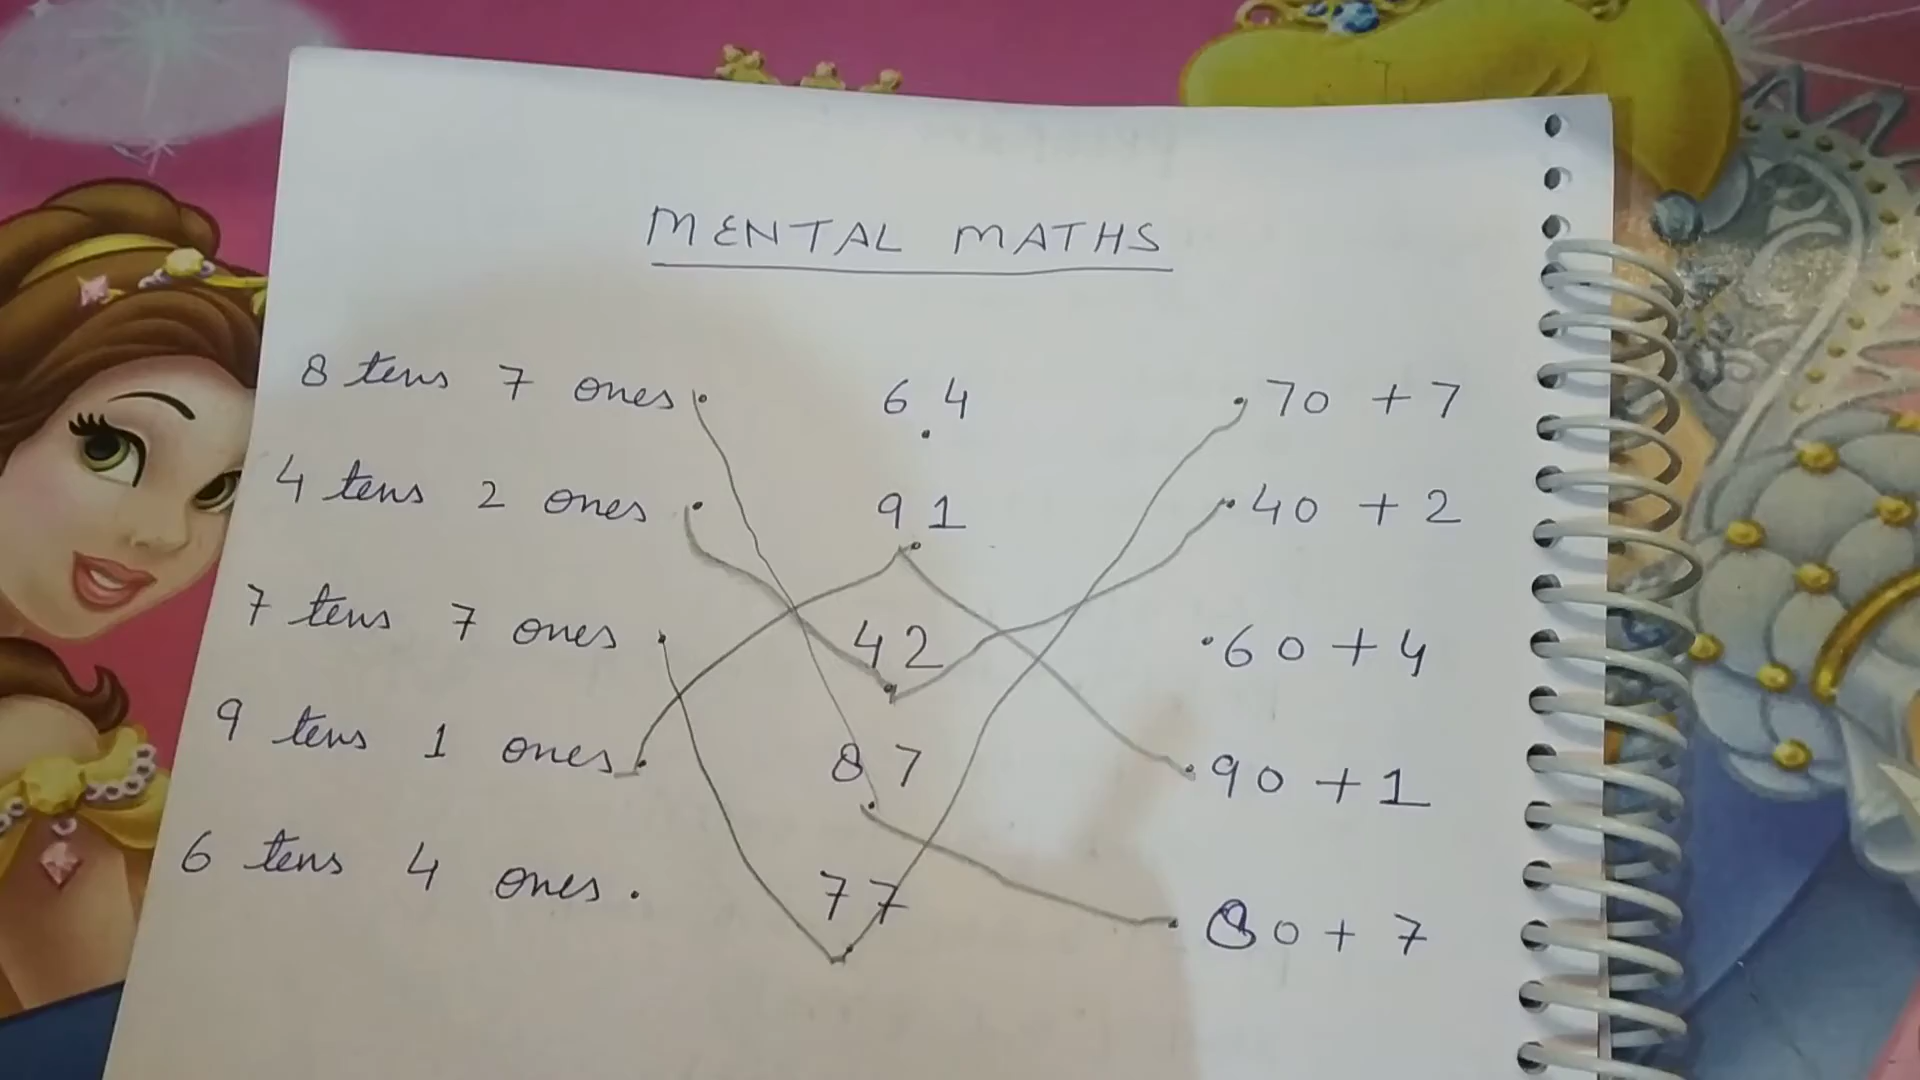 MENTAL MATHS
8 tens 7 ones 64 70 + 7
4 tens 2 ones 91 40 + 2
7 tens 7 ones 42 60 + 4
9 tens 1 ones 87 90 + 1
6 tens 4 ones 77 80 + 7